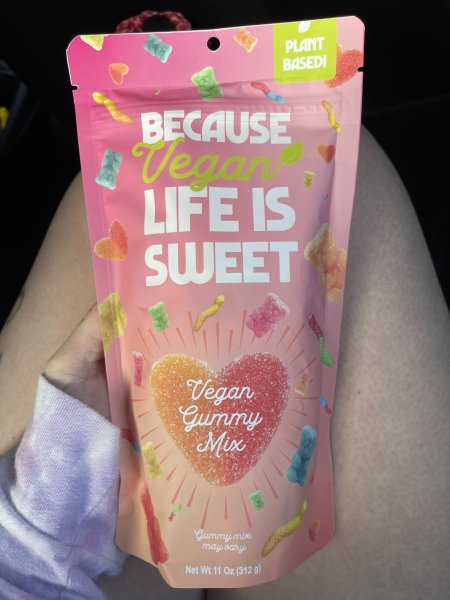 PLANT
BASED!
BECAUSE
Vegan
LIFE IS
SWEET
Vegan
Gummy
Mix
Gummy mix
may vary
Net Wt 11 Oz (312 g)